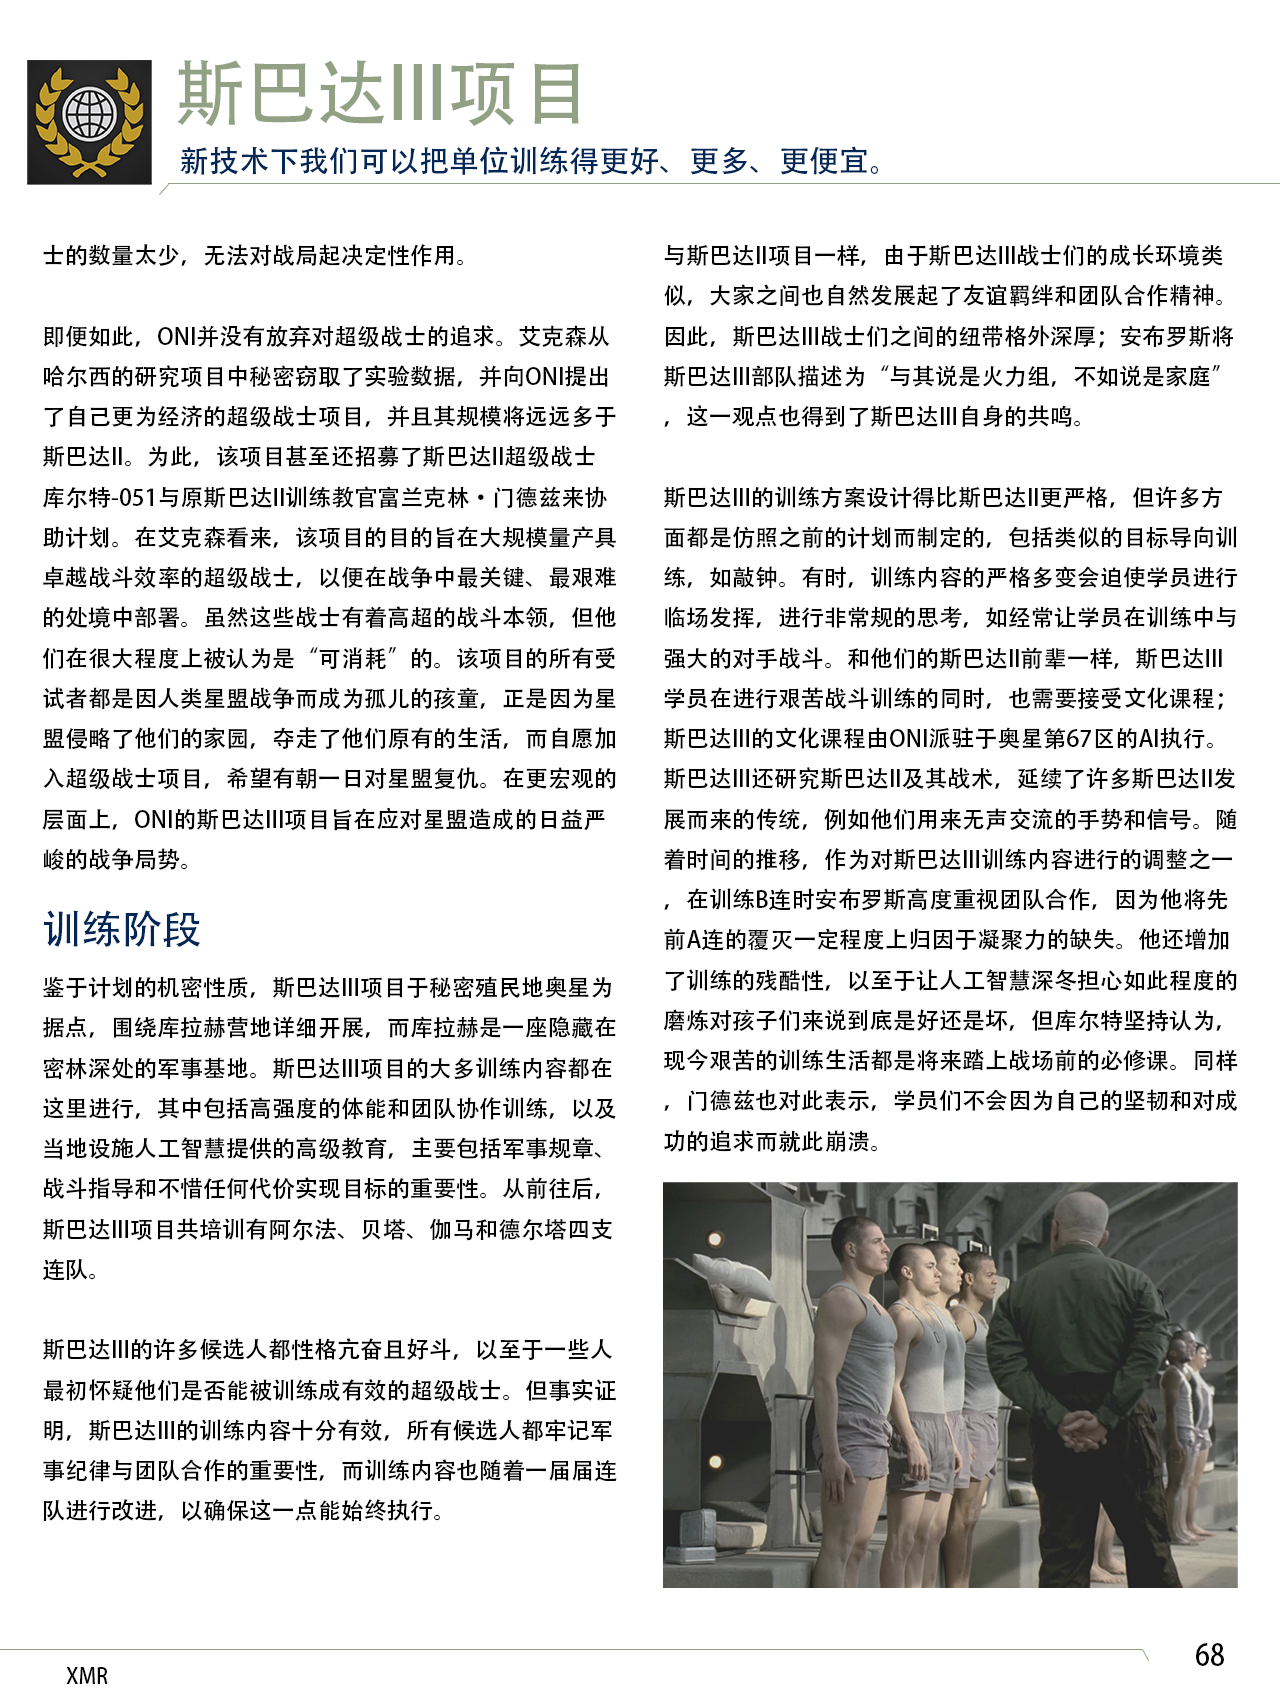 斯巴达III项目
新技术下我们可以把单位训练得更好、更多、更便宜。
士的数量太少，无法对战局起决定性作用。
即便如此，ONI并没有放弃对超级战士的追求。艾克森从
哈尔西的研究项目中秘密窃取了实验数据，并向ONI提出
了自己更为经济的超级战士项目，并且其规模将远远多于
斯巴达II。为此，该项目甚至还招募了斯巴达II超级战士
库尔特-051与原斯巴达II训练教官富兰克林·门德兹来协
助计划。在艾克森看来，该项目的目的旨在大规模量产具
卓越战斗效率的超级战士，以便在战争中最关键、最艰难
的处境中部署。虽然这些战士有着高超的战斗本领，但他
们在很大程度上被认为是“可消耗”的。该项目的所有受
试者都是因人类星盟战争而成为孤儿的孩童，正是因为星
盟侵略了他们的家园，夺走了他们原有的生活，而自愿加
入超级战士项目，希望有朝一日对星盟复仇。在更宏观的
层面上，ONI的斯巴达III项目旨在应对星盟造成的日益严
峻的战争局势。
训练阶段
鉴于计划的机密性质，斯巴达III项目于秘密殖民地奥星为
据点，围绕库拉赫营地详细开展，而库拉赫是一座隐藏在
密林深处的军事基地。斯巴达III项目的大多训练内容都在
这里进行，其中包括高强度的体能和团队协作训练，以及
当地设施人工智慧提供的高级教育，主要包括军事规章、
战斗指导和不惜任何代价实现目标的重要性。从前往后，
斯巴达III项目共培训有阿尔法、贝塔、伽马和德尔塔四支
连队。
斯巴达III的许多候选人都性格亢奋且好斗，以至于一些人
最初怀疑他们是否能被训练成有效的超级战士。但事实证
明，斯巴达III的训练内容十分有效，所有候选人都牢记军
事纪律与团队合作的重要性，而训练内容也随着一届届连
队进行改进，以确保这一点能始终执行。
与斯巴达II项目一样，由于斯巴达III战士们的成长环境类
似，大家之间也自然发展起了友谊羁绊和团队合作精神。
因此，斯巴达III战士们之间的纽带格外深厚；安布罗斯将
斯巴达III部队描述为“与其说是火力组，不如说是家庭”
，这一观点也得到了斯巴达III自身的共鸣。
斯巴达III的训练方案设计得比斯巴达II更严格，但许多方
面都是仿照之前的计划而制定的，包括类似的目标导向训
练，如敲钟。有时，训练内容的严格多变会迫使学员进行
临场发挥，进行非常规的思考，如经常让学员在训练中与
强大的对手战斗。和他们的斯巴达II前辈一样，斯巴达III
学员在进行艰苦战斗训练的同时，也需要接受文化课程；
斯巴达III的文化课程由ONI派驻于奥星第67区的AI执行。
斯巴达III还研究斯巴达II及其战术，延续了许多斯巴达II发
展而来的传统，例如他们用来无声交流的手势和信号。随
着时间的推移，作为对斯巴达III训练内容进行的调整之一
，在训练B连时安布罗斯高度重视团队合作，因为他将先
前A连的覆灭一定程度上归因于凝聚力的缺失。他还增加
了训练的残酷性，以至于让人工智慧深冬担心如此程度的
磨炼对孩子们来说到底是好还是坏，但库尔特坚持认为，
现今艰苦的训练生活都是将来踏上战场前的必修课。同样
，门德兹也对此表示，学员们不会因为自己的坚韧和对成
功的追求而就此崩溃。
68
XMR